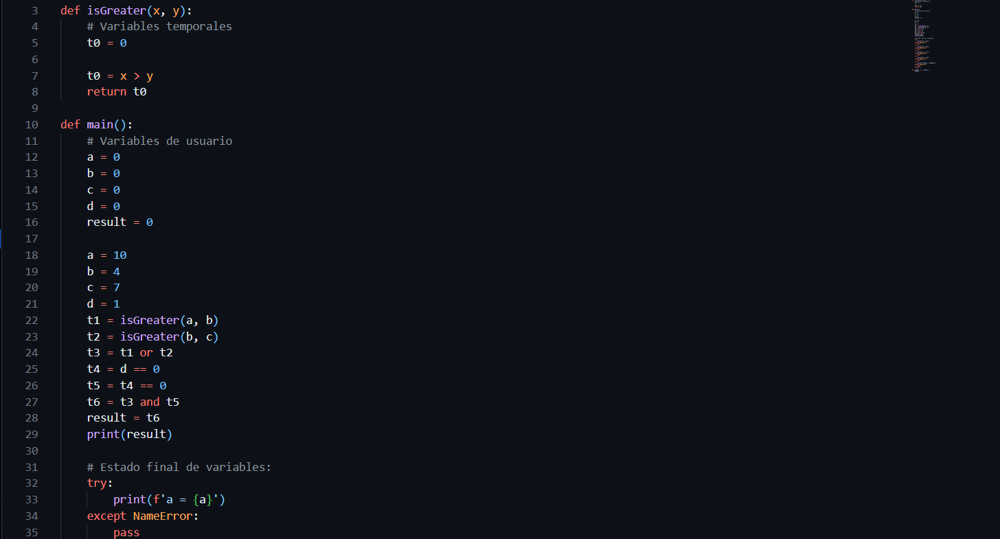 3 def isGreater(x, y):
4     # Variables temporales
5     t0 = 0
6
7     t0 = x > y
8     return t0
9
10 def main():
11     # Variables de usuario
12     a = 0
13     b = 0
14     c = 0
15     d = 0
16     result = 0
17
18     a = 10
19     b = 4
20     c = 7
21     d = 1
22     t1 = isGreater(a, b)
23     t2 = isGreater(b, c)
24     t3 = t1 or t2
25     t4 = d == 0
26     t5 = t4 == 0
27     t6 = t3 and t5
28     result = t6
29     print(result)
30
31     # Estado final de variables:
32     try:
33         print(f'a = {a}')
34     except NameError:
35         pass